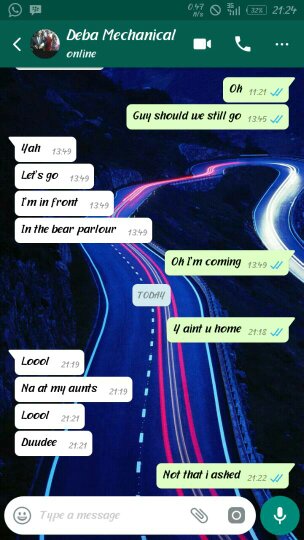 0.47 n/s 3G 32% 21:24
Deba Mechanical
online
Oh 11:21
Guy should we still go 13:45
Yah 13:49
Let's go 13:49
I'm in front 13:49
In the bear parlour 13:49
Oh I'm coming 13:49
TODAY
Y aint u home 21:18
Loool 21:19
Na at my aunts 21:19
Loool 21:21
Duudee 21:21
Not that i asked 21:22
Type a message